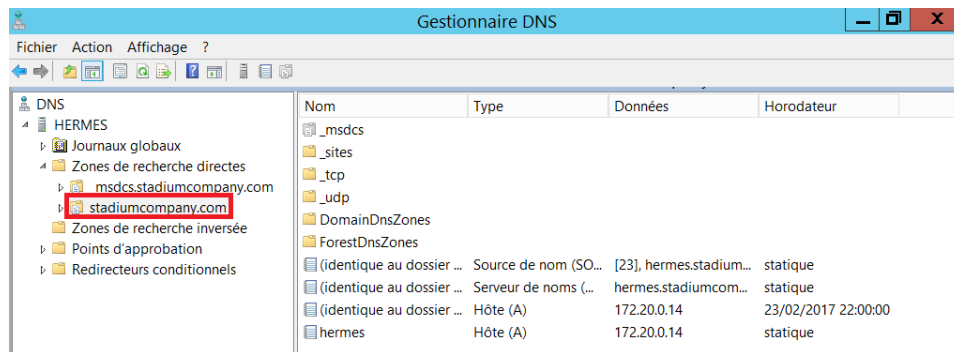 Gestionnaire DNS
Fichier Action Affichage ?
DNS
HERMES
Journaux globaux
Zones de recherche directes
msdcs.stadiumcompany.com
stadiumcompany.com
Zones de recherche inversée
Points d'approbation
Redirecteurs conditionnels
Nom Type Données Horodateur
_msdcs
_sites
_tcp
_udp
DomainDnsZones
ForestDnsZones
(identique au dossier ... Source de nom (SO... [23], hermes.stadium... statique
(identique au dossier ... Serveur de noms (... hermes.stadiumcom... statique
(identique au dossier ... Hôte (A) 172.20.0.14 23/02/2017 22:00:00
hermes Hôte (A) 172.20.0.14 statique